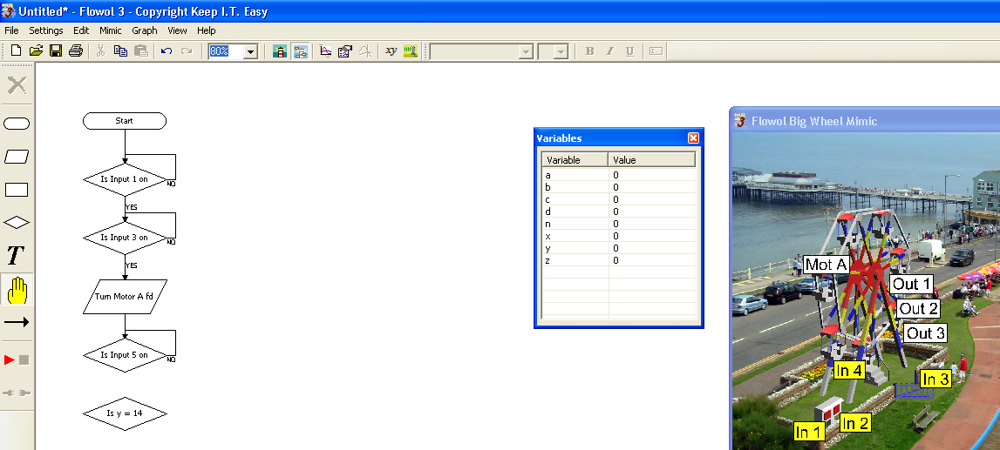 Untitled* - Flowol 3 - Copyright Keep I.T. Easy
File Settings Edit Mimic Graph View Help
80% xy B I U
Start
Is Input 1 on
NO
YES
Is Input 3 on
NO
YES
Turn Motor A fd
Is Input 5 on
NO
Is y = 14
T
Variables
Variable Value
a 0
b 0
c 0
d 0
n 0
x 0
y 0
z 0
Flowol Big Wheel Mimic
Mot A
Out 1
Out 2
Out 3
In 4
In 3
In 2
In 1